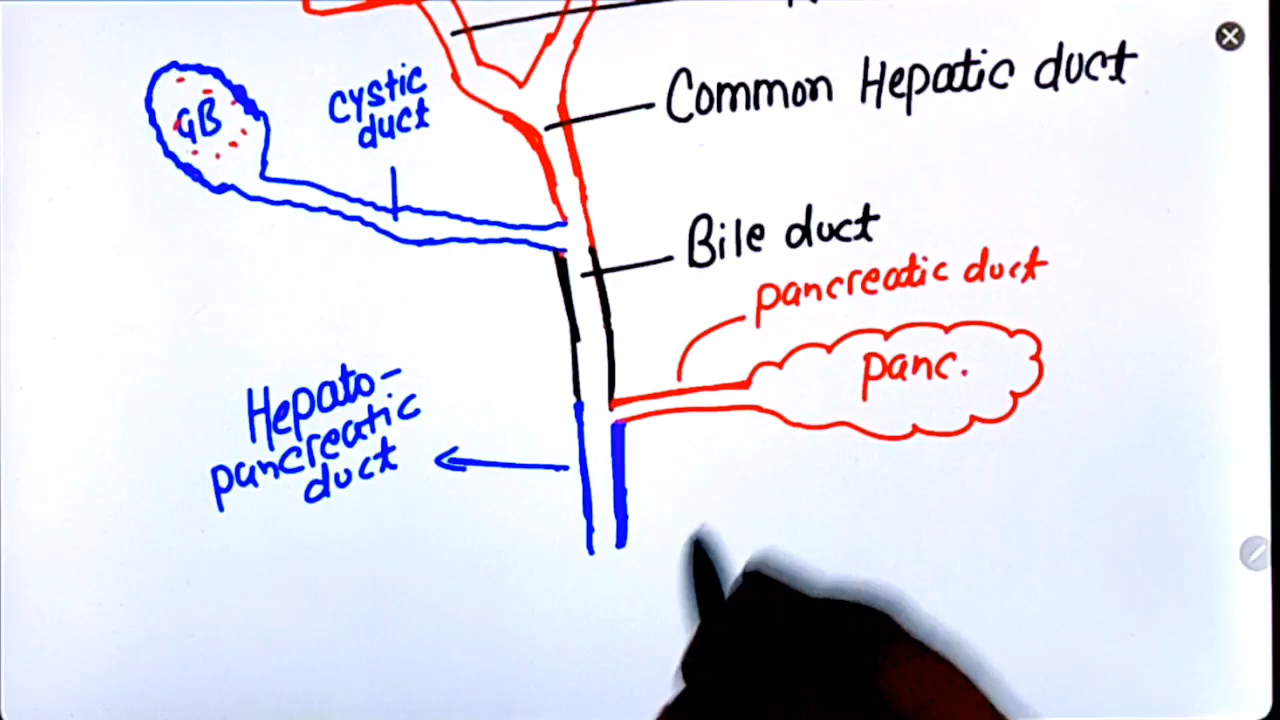 GB
Cystic
duct
Common Hepatic duct
Bile duct
pancreatic duct
panc.
Hepato-
pancreatic
duct